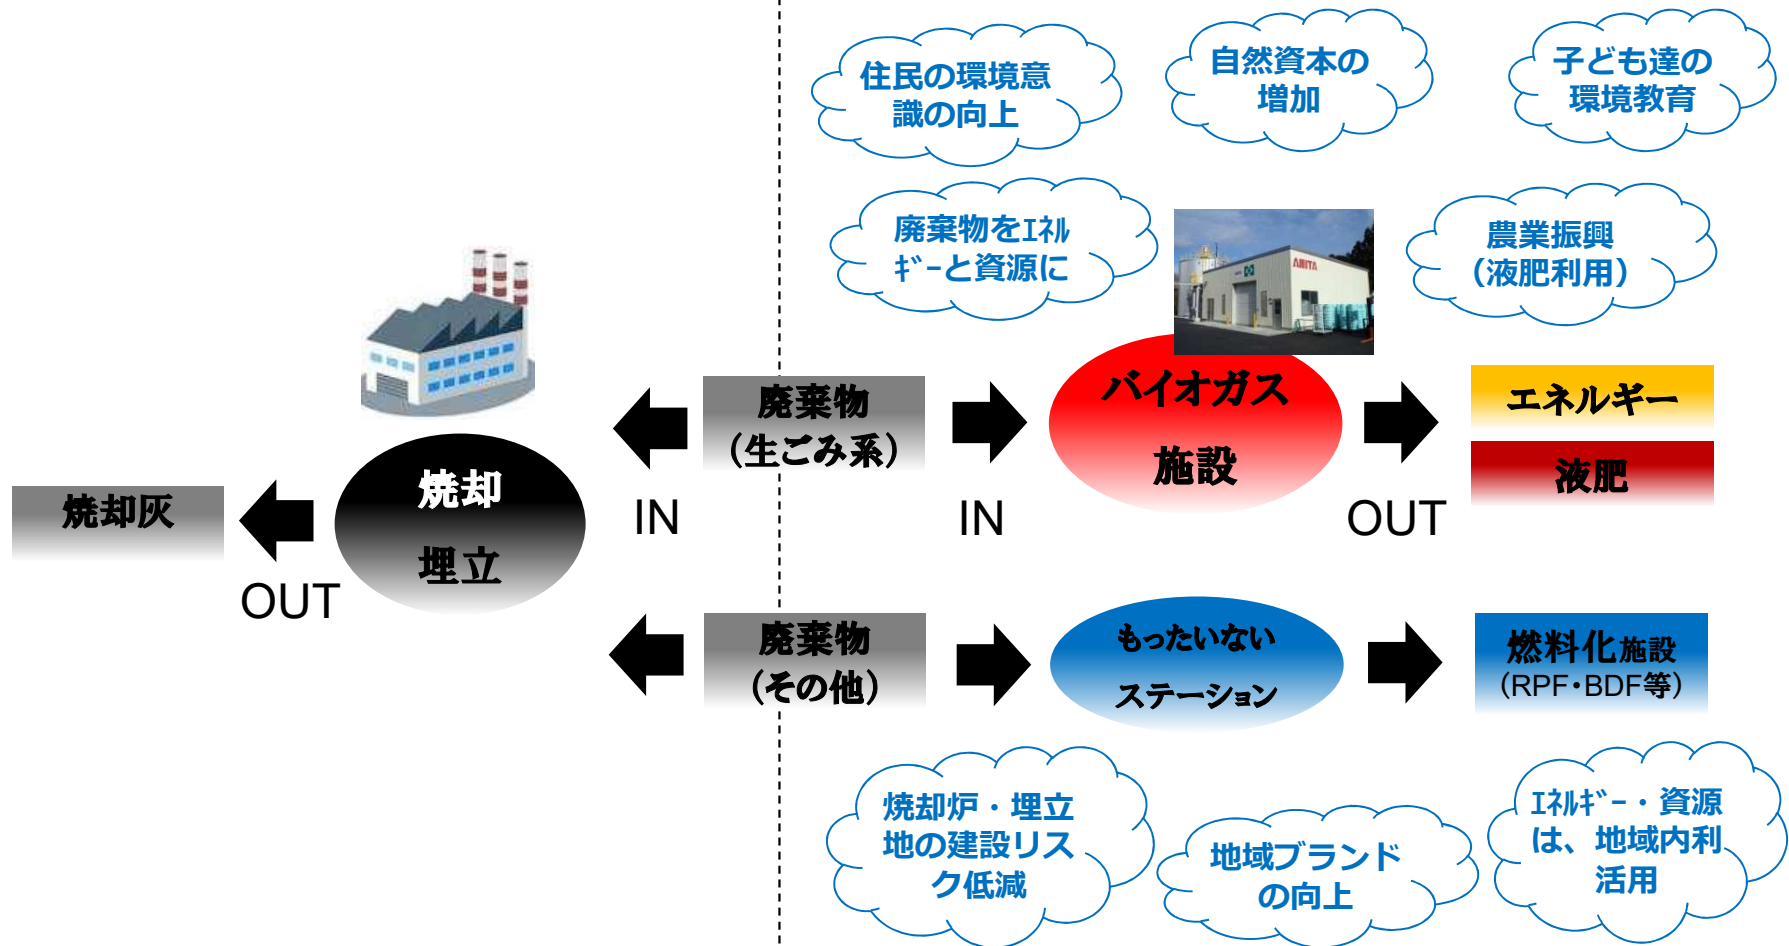 住民の環境意
識の向上
自然資本の
増加
子ども達の
環境教育
廃棄物をｴﾈﾙ
ｷﾞｰと資源に
AMITA
農業振興
（液肥利用）
廃棄物
（生ごみ系）
バイオガス
施設
エネルギー
液肥
焼却
埋立
焼却灰
IN
IN
OUT
OUT
廃棄物
（その他）
もったいない
ステーション
燃料化施設
（RPF・BDF等）
焼却炉・埋立
地の建設リス
ク低減
地域ブランド
の向上
ｴﾈﾙｷﾞｰ・資源
は、地域内利
活用